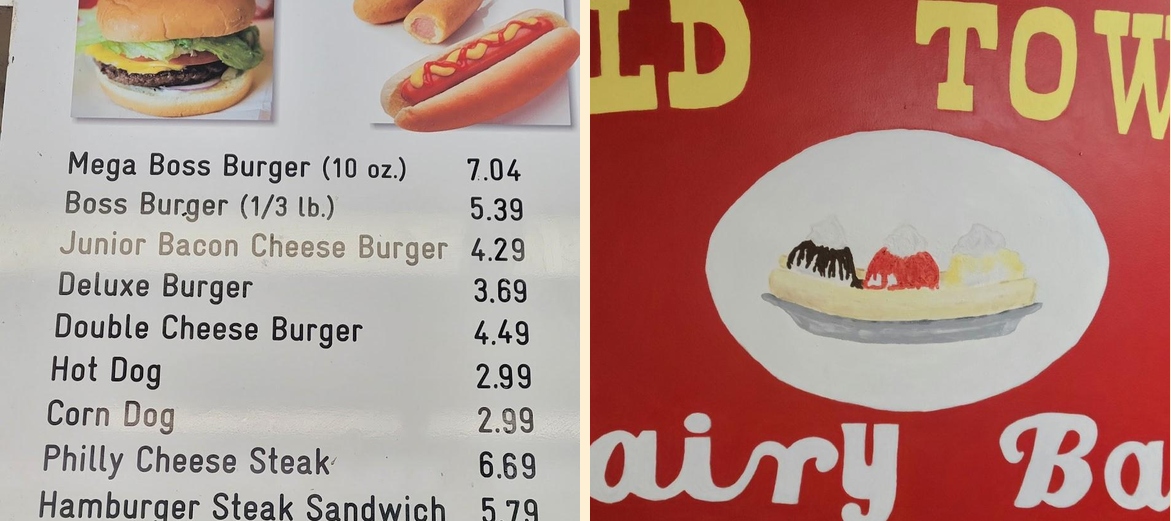 Mega Boss Burger (10 oz.) 7.04
Boss Burger (1/3 lb.) 5.39
Junior Bacon Cheese Burger 4.29
Deluxe Burger 3.69
Double Cheese Burger 4.49
Hot Dog 2.99
Corn Dog 2.99
Philly Cheese Steak 6.69
Hamburger Steak Sandwich 5.79
LD TOW
airy Ba